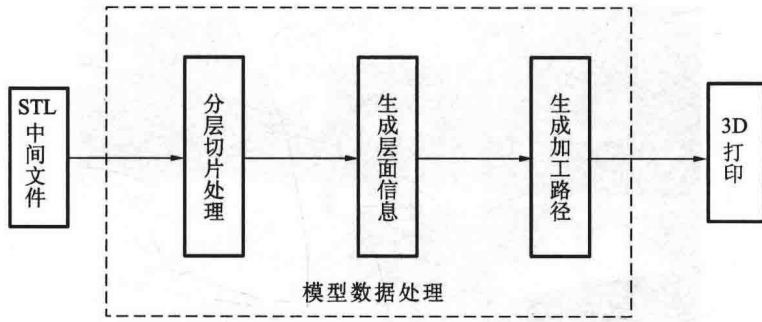 STL
中间文件
分层切片处理
生成层面信息
生成加工路径
3D
打印
模型数据处理